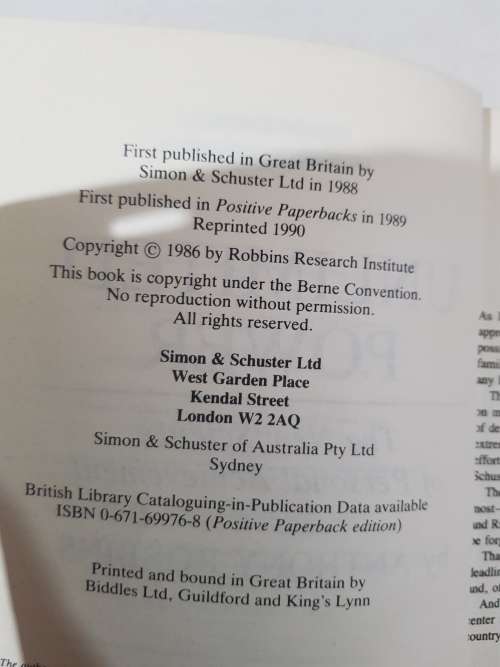 First published in Great Britain by
Simon & Schuster Ltd in 1988
First published in Positive Paperbacks in 1989
Reprinted 1990
Copyright © 1986 by Robbins Research Institute
This book is copyright under the Berne Convention.
No reproduction without permission.
All rights reserved.
Simon & Schuster Ltd
West Garden Place
Kendal Street
London W2 2AQ
Simon & Schuster of Australia Pty Ltd
Sydney
British Library Cataloguing-in-Publication Data available
ISBN 0-671-69976-8 (Positive Paperback edition)
Printed and bound in Great Britain by
Biddles Ltd, Guildford and King's Lynn
The